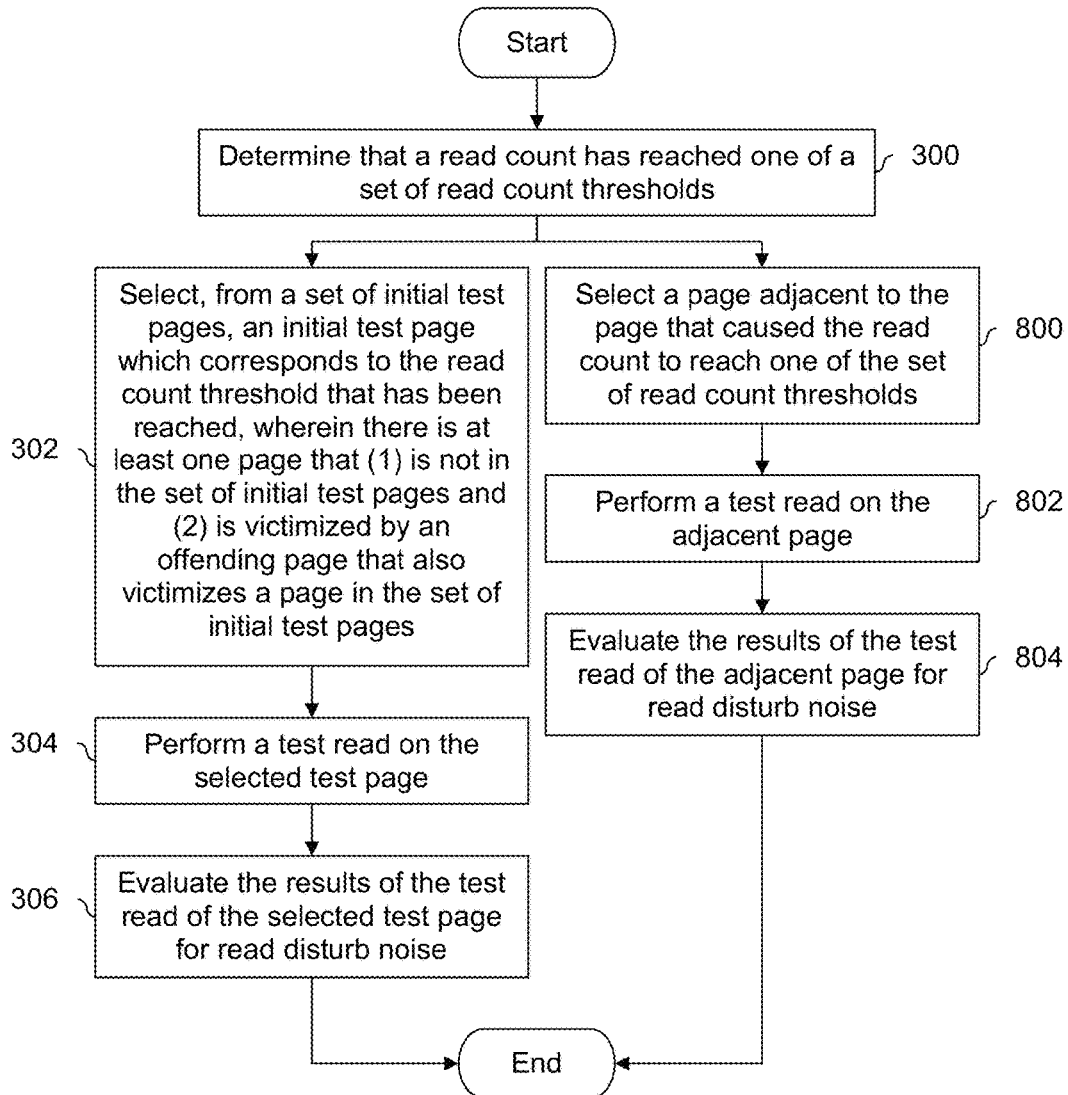 Start
Determine that a read count has reached one of a
set of read count thresholds
300
Select, from a set of initial test
pages, an initial test page
which corresponds to the read
count threshold that has been
reached, wherein there is at
least one page that (1) is not in
the set of initial test pages and
(2) is victimized by an
offending page that also
victimizes a page in the set of
initial test pages
302
Select a page adjacent to the
page that caused the read
count to reach one of the set
of read count thresholds
800
Perform a test read on the
adjacent page
802
Evaluate the results of the test
read of the adjacent page for
read disturb noise
804
304
Perform a test read on the
selected test page
306
Evaluate the results of the test
read of the selected test page
for read disturb noise
End